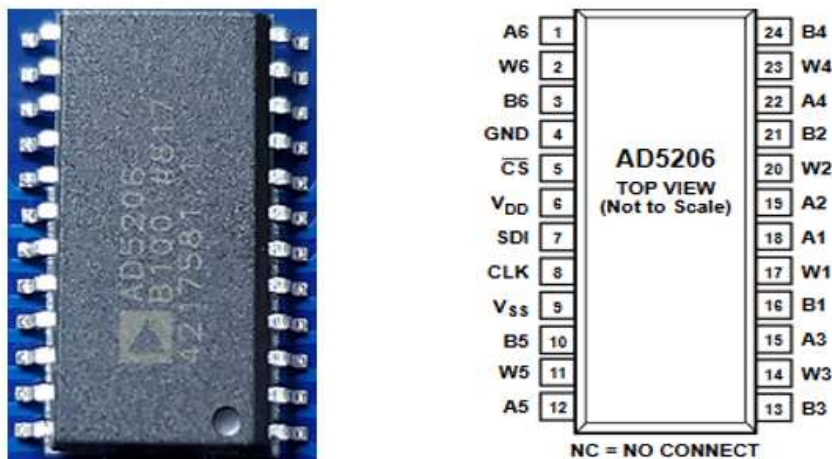 AD5206
B100 #817
4217581.1
A6 1
W6 2
B6 3
GND 4
CS 5
VDD 6
SDI 7
CLK 8
VSS 9
B5 10
W5 11
A5 12
AD5206
TOP VIEW
(Not to Scale)
24 B4
23 W4
22 A4
21 B2
20 W2
19 A2
18 A1
17 W1
16 B1
15 A3
14 W3
13 B3
NC = NO CONNECT